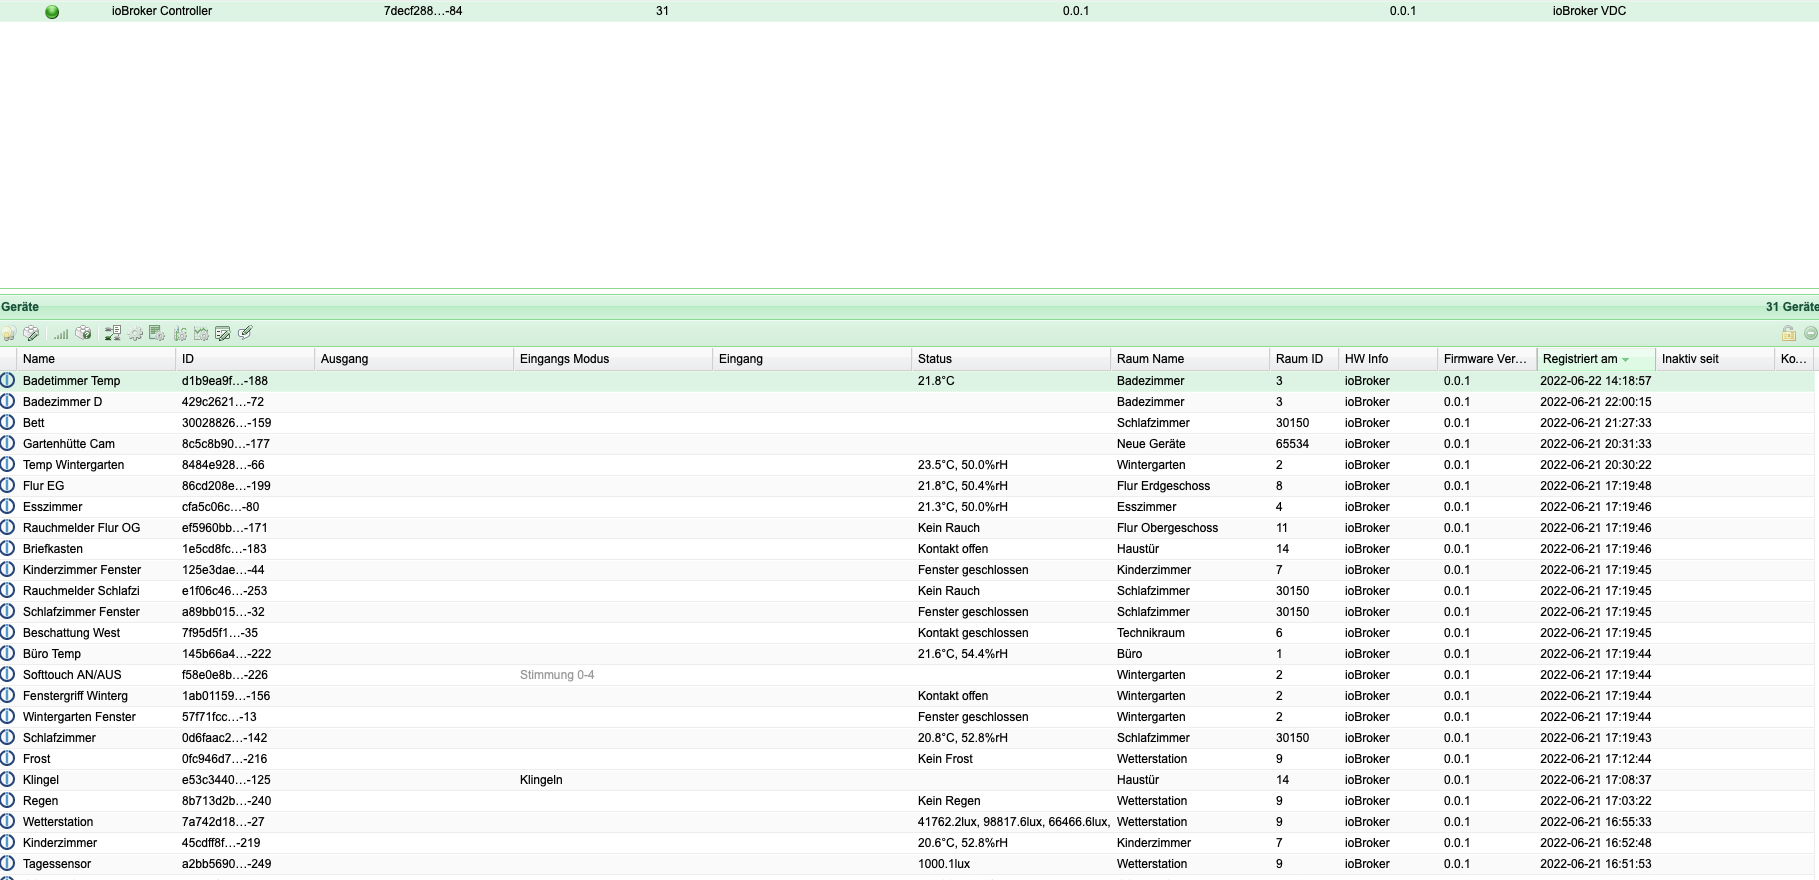 ioBroker Controller 7decf288...-84 31 0.0.1 0.0.1 ioBroker VDC
Geräte 31 Geräte
Name ID Ausgang Eingangs Modus Eingang Status Raum Name Raum ID HW Info Firmware Ver... Registriert am Inaktiv seit Ko...
Badetimmer Temp d1b9ea9f...-188 21.8°C Badezimmer 3 ioBroker 0.0.1 2022-06-22 14:18:57
Badezimmer D 429c2621...-72 Badezimmer 3 ioBroker 0.0.1 2022-06-21 22:00:15
Bett 30028826...-159 Schlafzimmer 30150 ioBroker 0.0.1 2022-06-21 21:27:33
Gartenhütte Cam 8c5c8b90...-177 Neue Geräte 65534 ioBroker 0.0.1 2022-06-21 20:31:33
Temp Wintergarten 8484e928...-66 23.5°C, 50.0%rH Wintergarten 2 ioBroker 0.0.1 2022-06-21 20:30:22
Flur EG 86cd208e...-199 21.8°C, 50.4%rH Flur Erdgeschoss 8 ioBroker 0.0.1 2022-06-21 17:19:48
Esszimmer cfa5c06c...-80 21.3°C, 50.0%rH Esszimmer 4 ioBroker 0.0.1 2022-06-21 17:19:46
Rauchmelder Flur OG ef5960bb...-171 Kein Rauch Flur Obergeschoss 11 ioBroker 0.0.1 2022-06-21 17:19:46
Briefkasten 1e5cd8fc...-183 Kontakt offen Haustür 14 ioBroker 0.0.1 2022-06-21 17:19:46
Kinderzimmer Fenster 125e3dae...-44 Fenster geschlossen Kinderzimmer 7 ioBroker 0.0.1 2022-06-21 17:19:45
Rauchmelder Schlafzi e1f06c46...-253 Kein Rauch Schlafzimmer 30150 ioBroker 0.0.1 2022-06-21 17:19:45
Schlafzimmer Fenster a89bb015...-32 Fenster geschlossen Schlafzimmer 30150 ioBroker 0.0.1 2022-06-21 17:19:45
Beschattung West 7f95d5f1...-35 Kontakt geschlossen Technikraum 6 ioBroker 0.0.1 2022-06-21 17:19:45
Büro Temp 145b66a4...-222 21.6°C, 54.4%rH Büro 1 ioBroker 0.0.1 2022-06-21 17:19:44
Softtouch AN/AUS f58e0e8b...-226 Stimmung 0-4 Wintergarten 2 ioBroker 0.0.1 2022-06-21 17:19:44
Fenstergriff Winterg 1ab01159...-156 Kontakt offen Wintergarten 2 ioBroker 0.0.1 2022-06-21 17:19:44
Wintergarten Fenster 57f71fcc...-13 Fenster geschlossen Wintergarten 2 ioBroker 0.0.1 2022-06-21 17:19:44
Schlafzimmer 0d6faac2...-142 20.8°C, 52.8%rH Schlafzimmer 30150 ioBroker 0.0.1 2022-06-21 17:19:43
Frost 0fc946d7...-216 Kein Frost Wetterstation 9 ioBroker 0.0.1 2022-06-21 17:12:44
Klingel e53c3440...-125 Klingeln Haustür 14 ioBroker 0.0.1 2022-06-21 17:08:37
Regen 8b713d2b...-240 Kein Regen Wetterstation 9 ioBroker 0.0.1 2022-06-21 17:03:22
Wetterstation 7a742d18...-27 41762.2lux, 98817.6lux, 66466.6lux, Wetterstation 9 ioBroker 0.0.1 2022-06-21 16:55:33
Kinderzimmer 45cdff8f...-219 20.6°C, 52.8%rH Kinderzimmer 7 ioBroker 0.0.1 2022-06-21 16:52:48
Tagessensor a2bb5690...-249 1000.1lux Wetterstation 9 ioBroker 0.0.1 2022-06-21 16:51:53